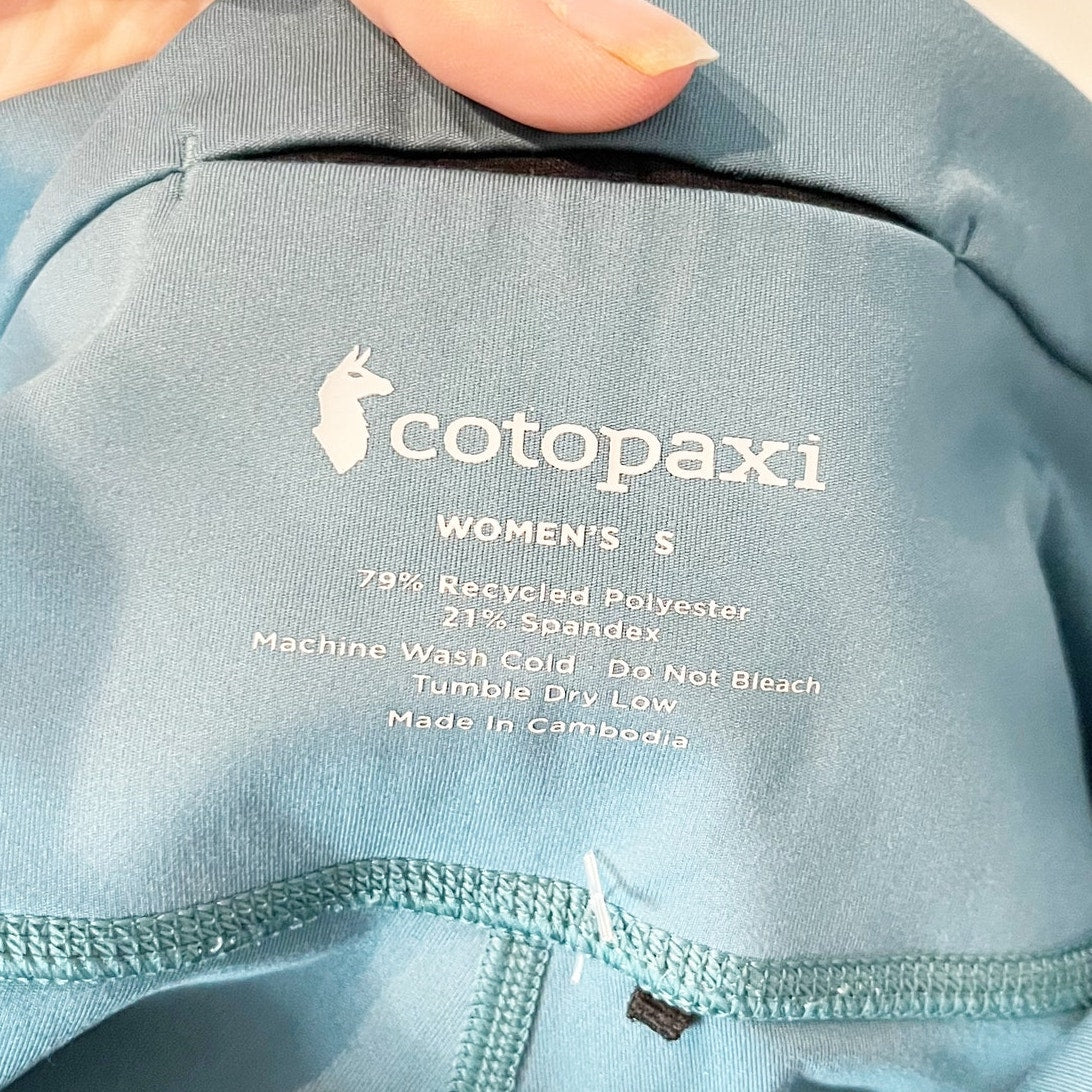 cotopaxi
WOMEN'S S
79% Recycled Polyester
21% Spandex
Machine Wash Cold · Do Not Bleach
Tumble Dry Low
Made In Cambodia